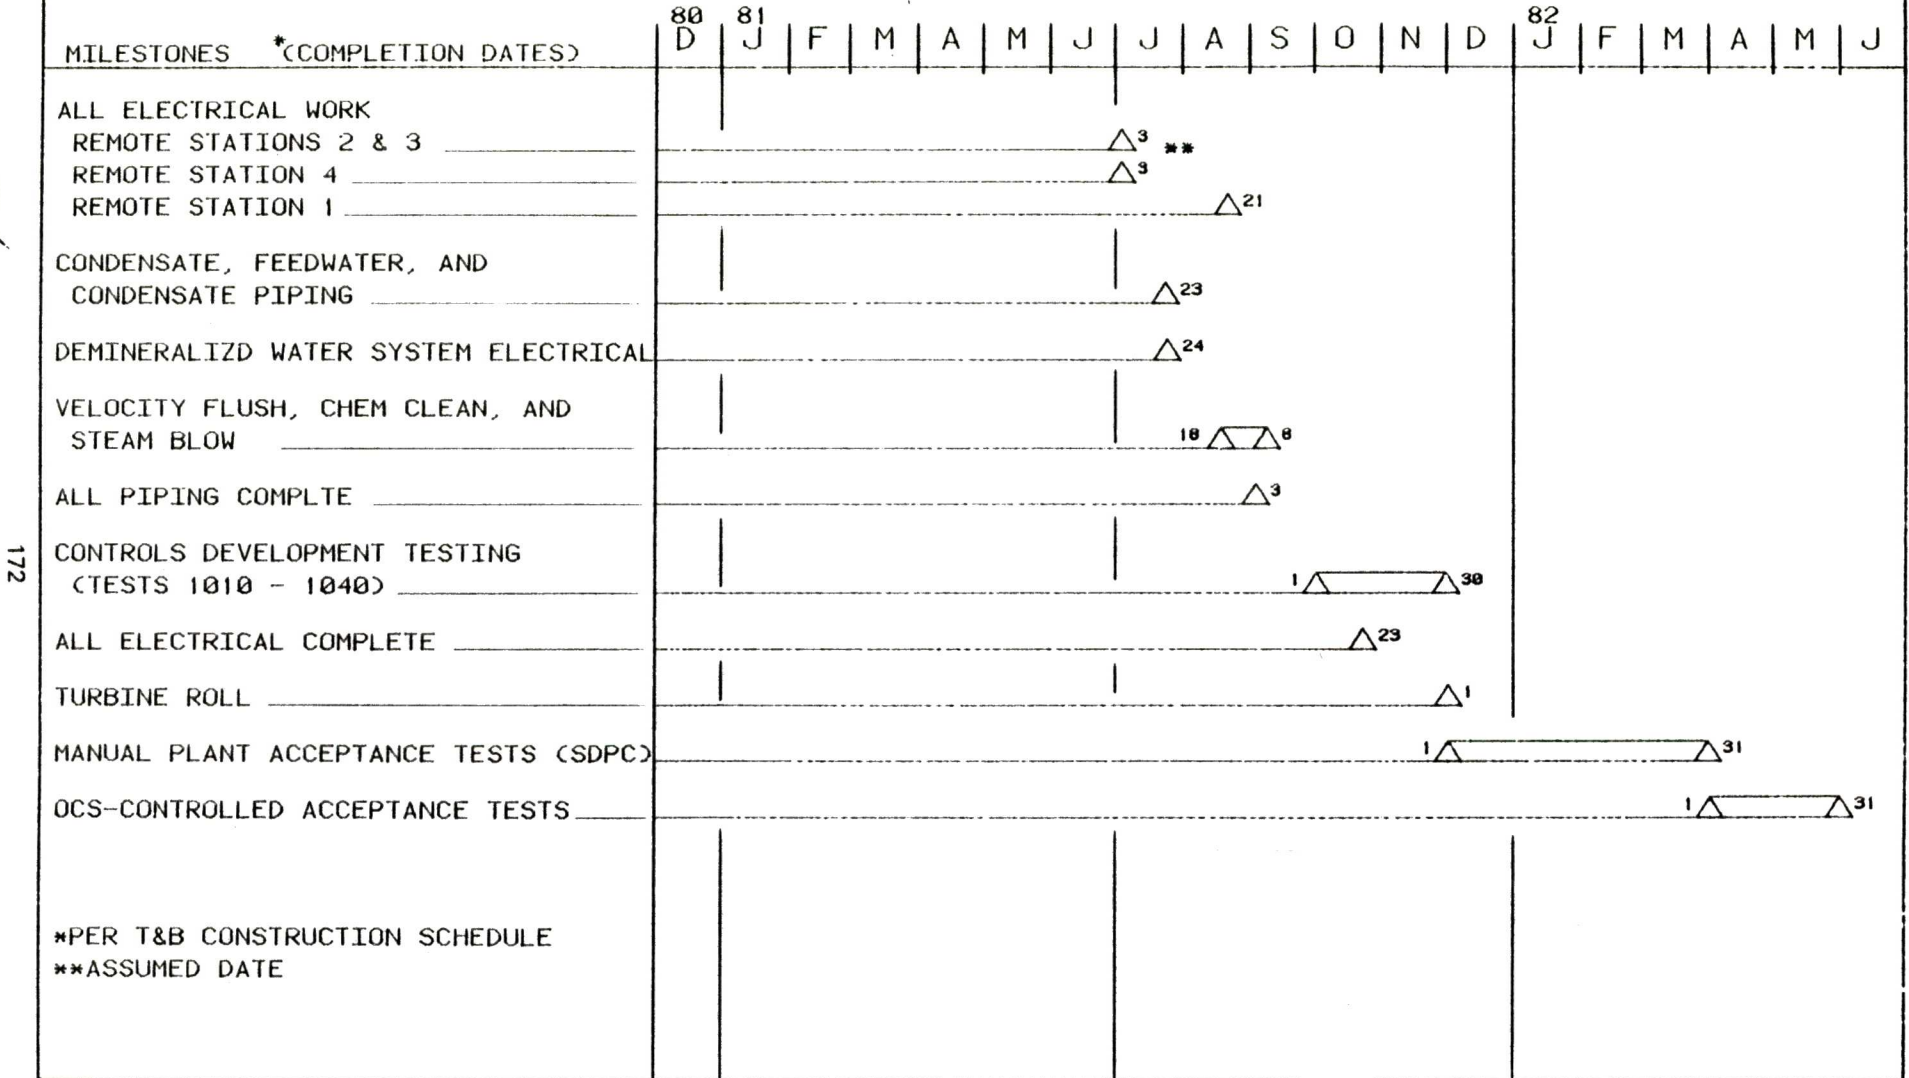 80 81 82
D J F M A M J J A S O N D J F M A M J
MILESTONES *(COMPLETION DATES)
ALL ELECTRICAL WORK
REMOTE STATIONS 2 & 3 3 **
REMOTE STATION 4 3
REMOTE STATION 1 21
CONDENSATE, FEEDWATER, AND
CONDENSATE PIPING 23
DEMINERALIZD WATER SYSTEM ELECTRICAL 24
VELOCITY FLUSH, CHEM CLEAN, AND
STEAM BLOW 18 8
ALL PIPING COMPLTE 3
CONTROLS DEVELOPMENT TESTING
(TESTS 1010 - 1040) 1 30
ALL ELECTRICAL COMPLETE 23
TURBINE ROLL 1
MANUAL PLANT ACCEPTANCE TESTS (SDPC) 1 31
OCS-CONTROLLED ACCEPTANCE TESTS 1 31
*PER T&B CONSTRUCTION SCHEDULE
**ASSUMED DATE
172